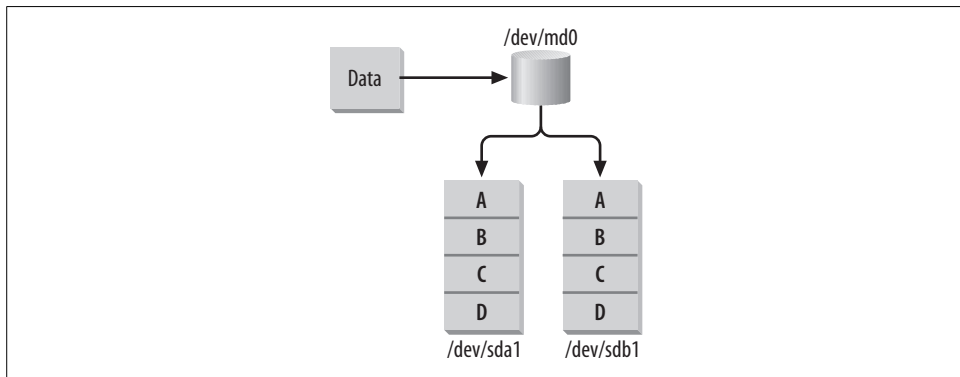 /dev/md0
Data
A A
B B
C C
D D
/dev/sda1 /dev/sdb1